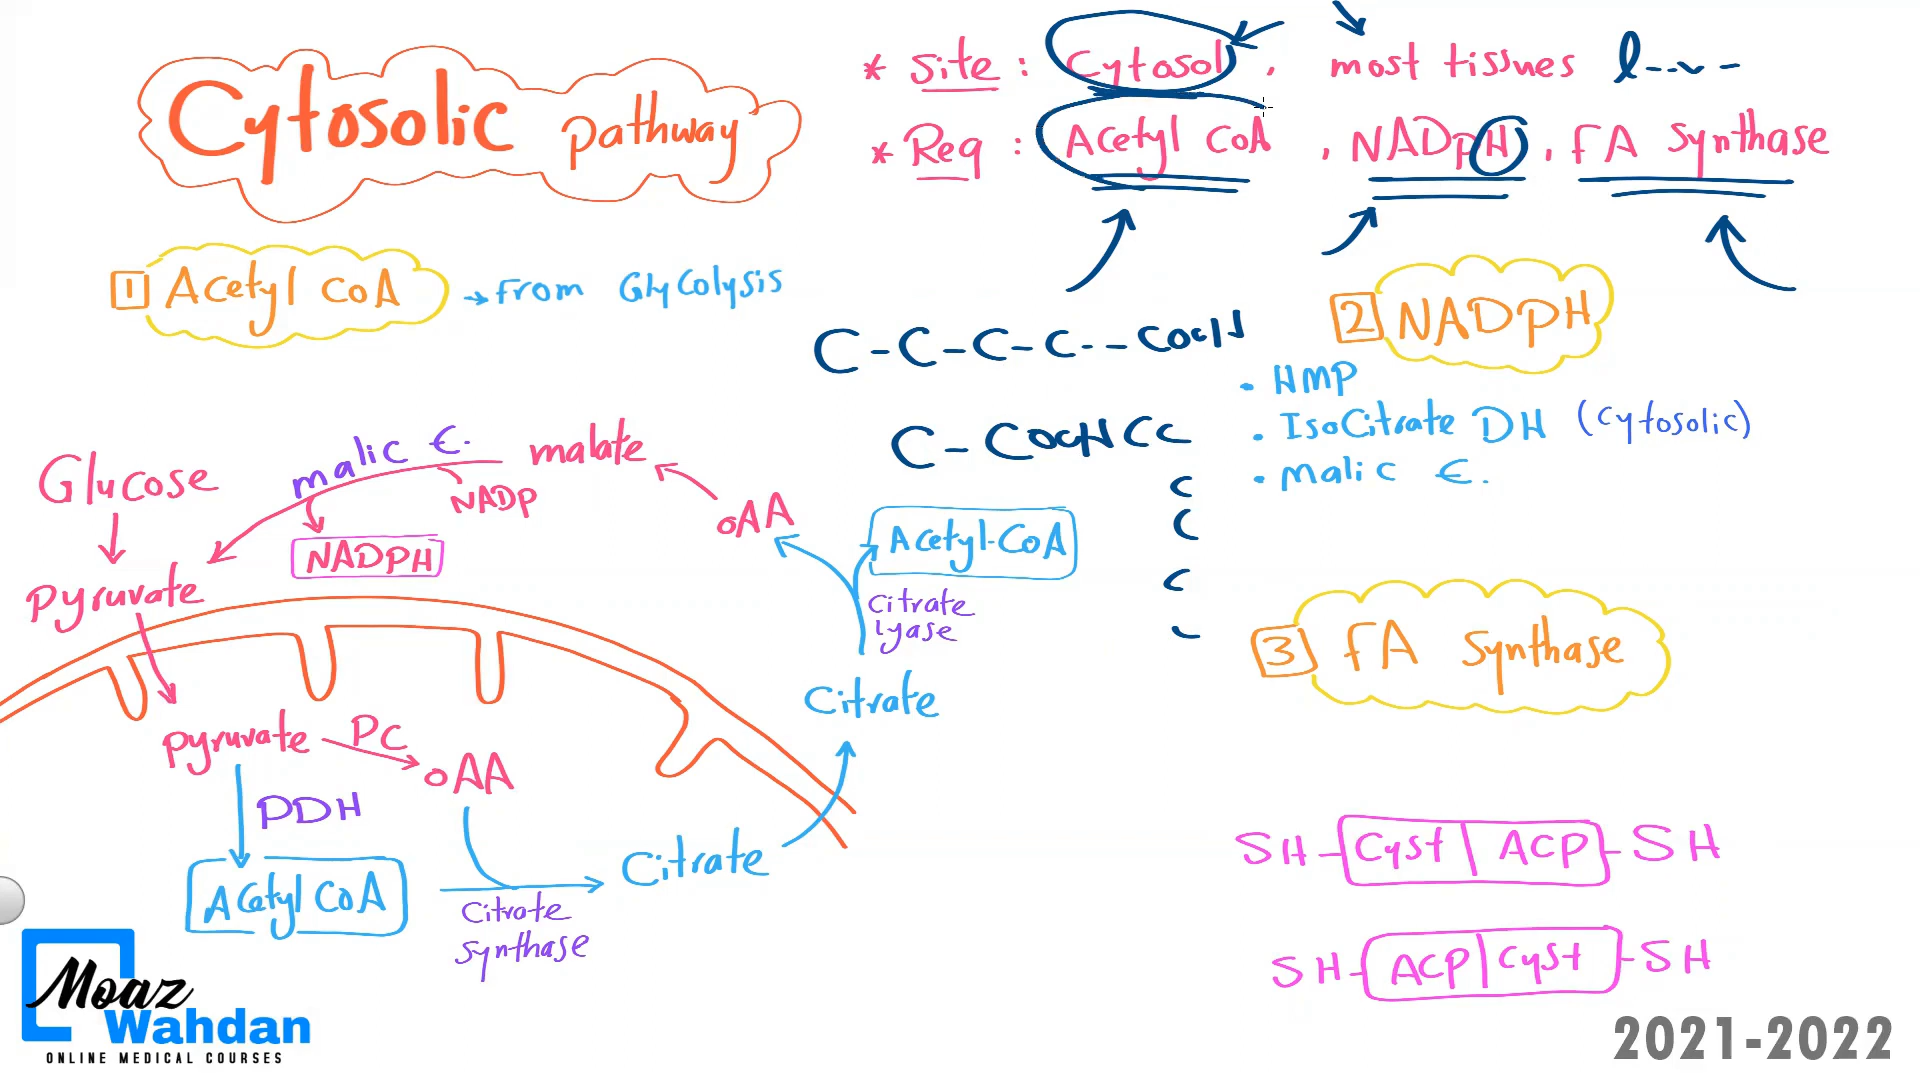 Cytosolic pathway
* Site : Cytosol , most tissues
* Req : Acetyl CoA , NADPH , FA Synthase
1 Acetyl CoA → From Glycolysis
C-C-C-C---COOH
C-COOH C C
C
C
C
2 NADPH
• HMP
• IsoCitrate DH (Cytosolic)
• malic E.
Glucose
malic E.
malate
NADP
NADPH
OAA
Acetyl-CoA
Pyruvate
Citrate
lyase
Citrate
3 FA Synthase
Pyruvate
PC
OAA
PDH
Acetyl CoA
Citrate
Synthase
Citrate
SH-Cyst | ACP-SH
SH-ACP | Cyst-SH
Moaz
Wahdan
ONLINE MEDICAL COURSES
2021-2022